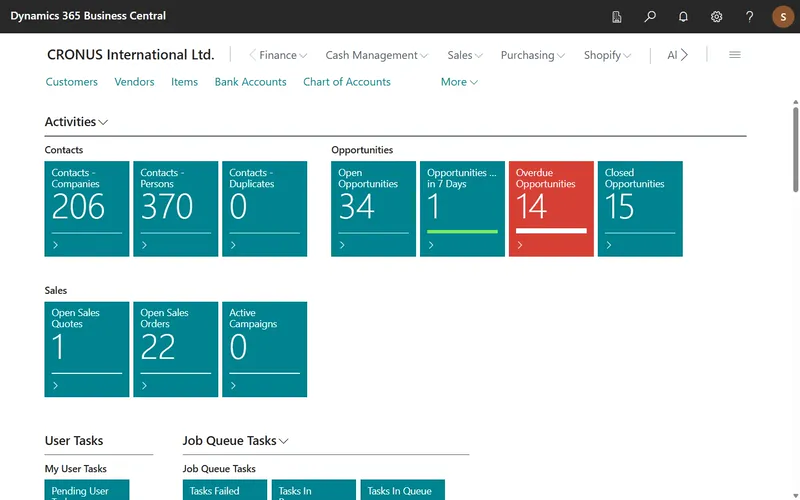 Dynamics 365 Business Central
S
CRONUS International Ltd.
Finance
Cash Management
Sales
Purchasing
Shopify
Al
Customers
Vendors
Items
Bank Accounts
Chart of Accounts
More
Activities
Contacts
Contacts -
Companies
206
Contacts -
Persons
370
Contacts -
Duplicates
0
Opportunities
Open
Opportunities
34
Opportunities ...
in 7 Days
1
Overdue
Opportunities
14
Closed
Opportunities
15
Sales
Open Sales
Quotes
1
Open Sales
Orders
22
Active
Campaigns
0
User Tasks
My User Tasks
Pending User
Job Queue Tasks
Job Queue Tasks
Tasks Failed
Tasks In
Tasks In Queue